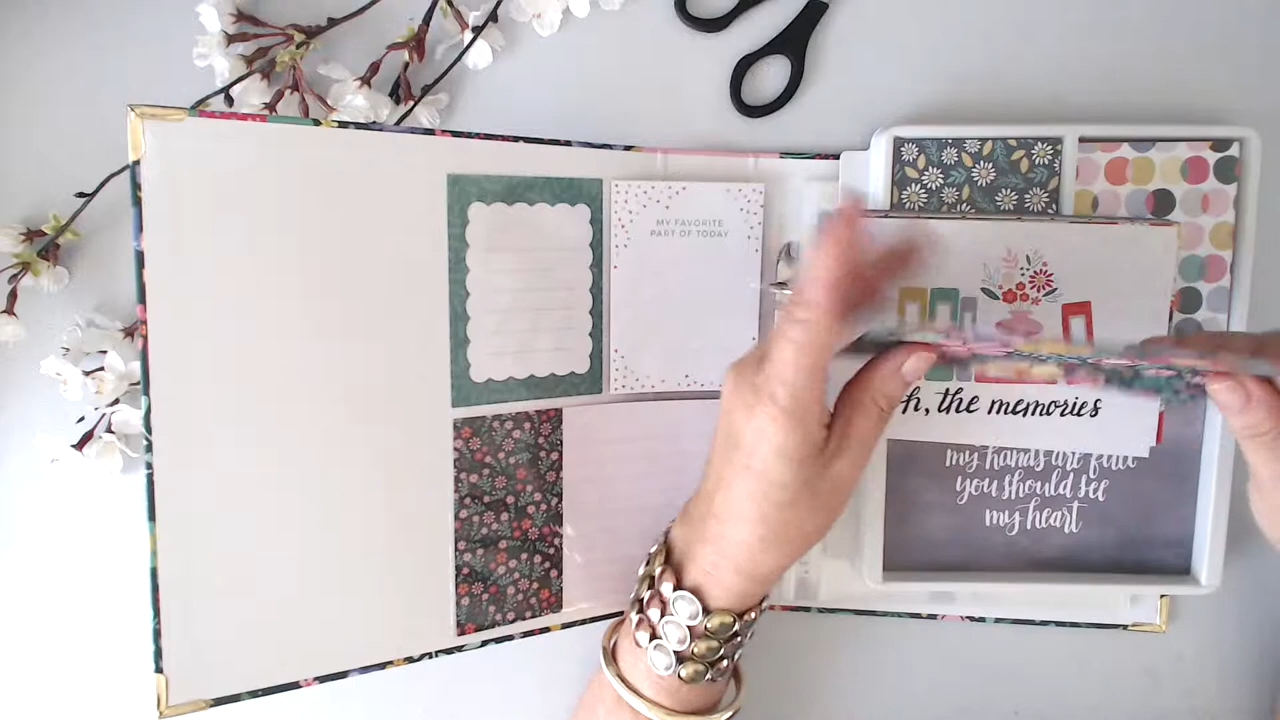 MY FAVORITE
PART OF TODAY
h, the memories
my hands are full
you should see
my heart